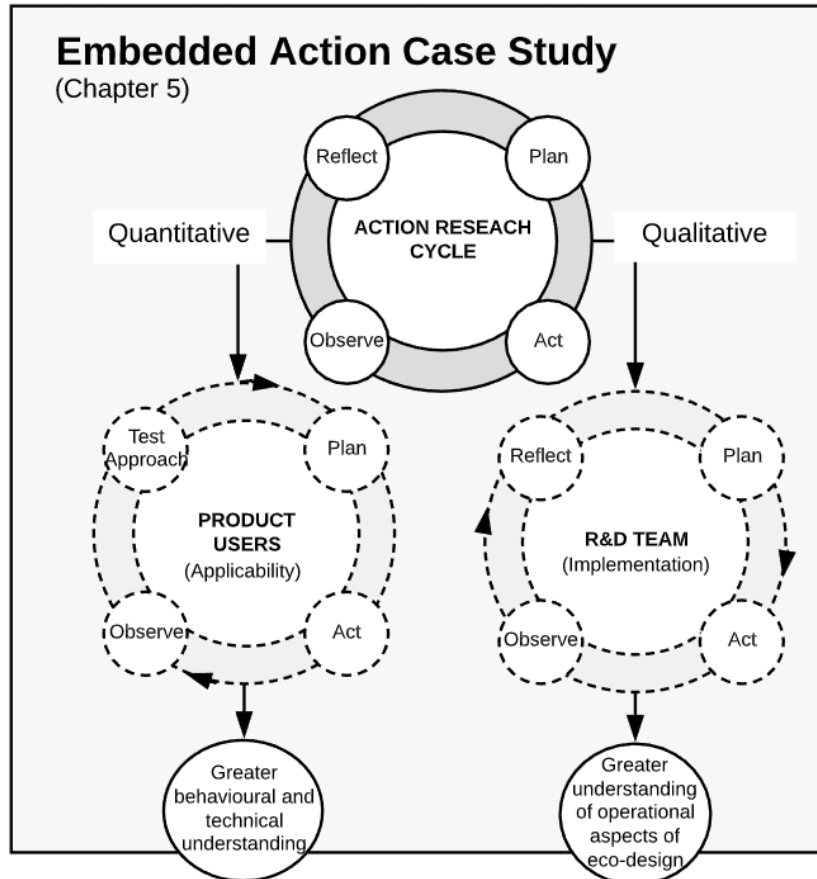 Embedded Action Case Study
(Chapter 5)
Reflect
Plan
ACTION RESEACH
CYCLE
Quantitative
Qualitative
Observe
Act
Test
Approach
Plan
PRODUCT
USERS
(Applicability)
Observe
Act
Reflect
Plan
R&D TEAM
(Implementation)
Observe
Act
Greater
behavioural and
technical
understanding
Greater
understanding
of operational
aspects of
eco-design